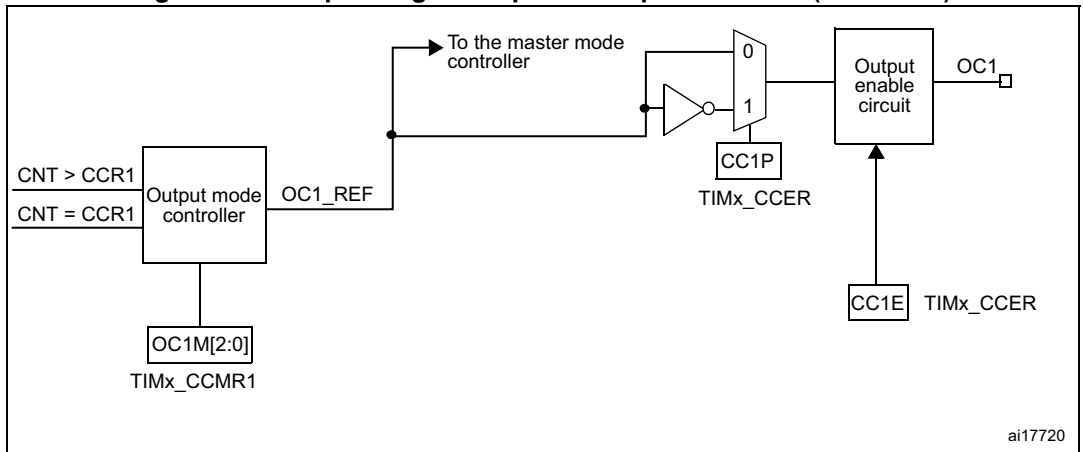 To the master mode
controller
0
1
Output
enable
circuit
OC1
CC1P
TIMx_CCER
CNT > CCR1
CNT = CCR1
Output mode
controller
OC1_REF
CC1E
TIMx_CCER
OC1M[2:0]
TIMx_CCMR1
ai17720